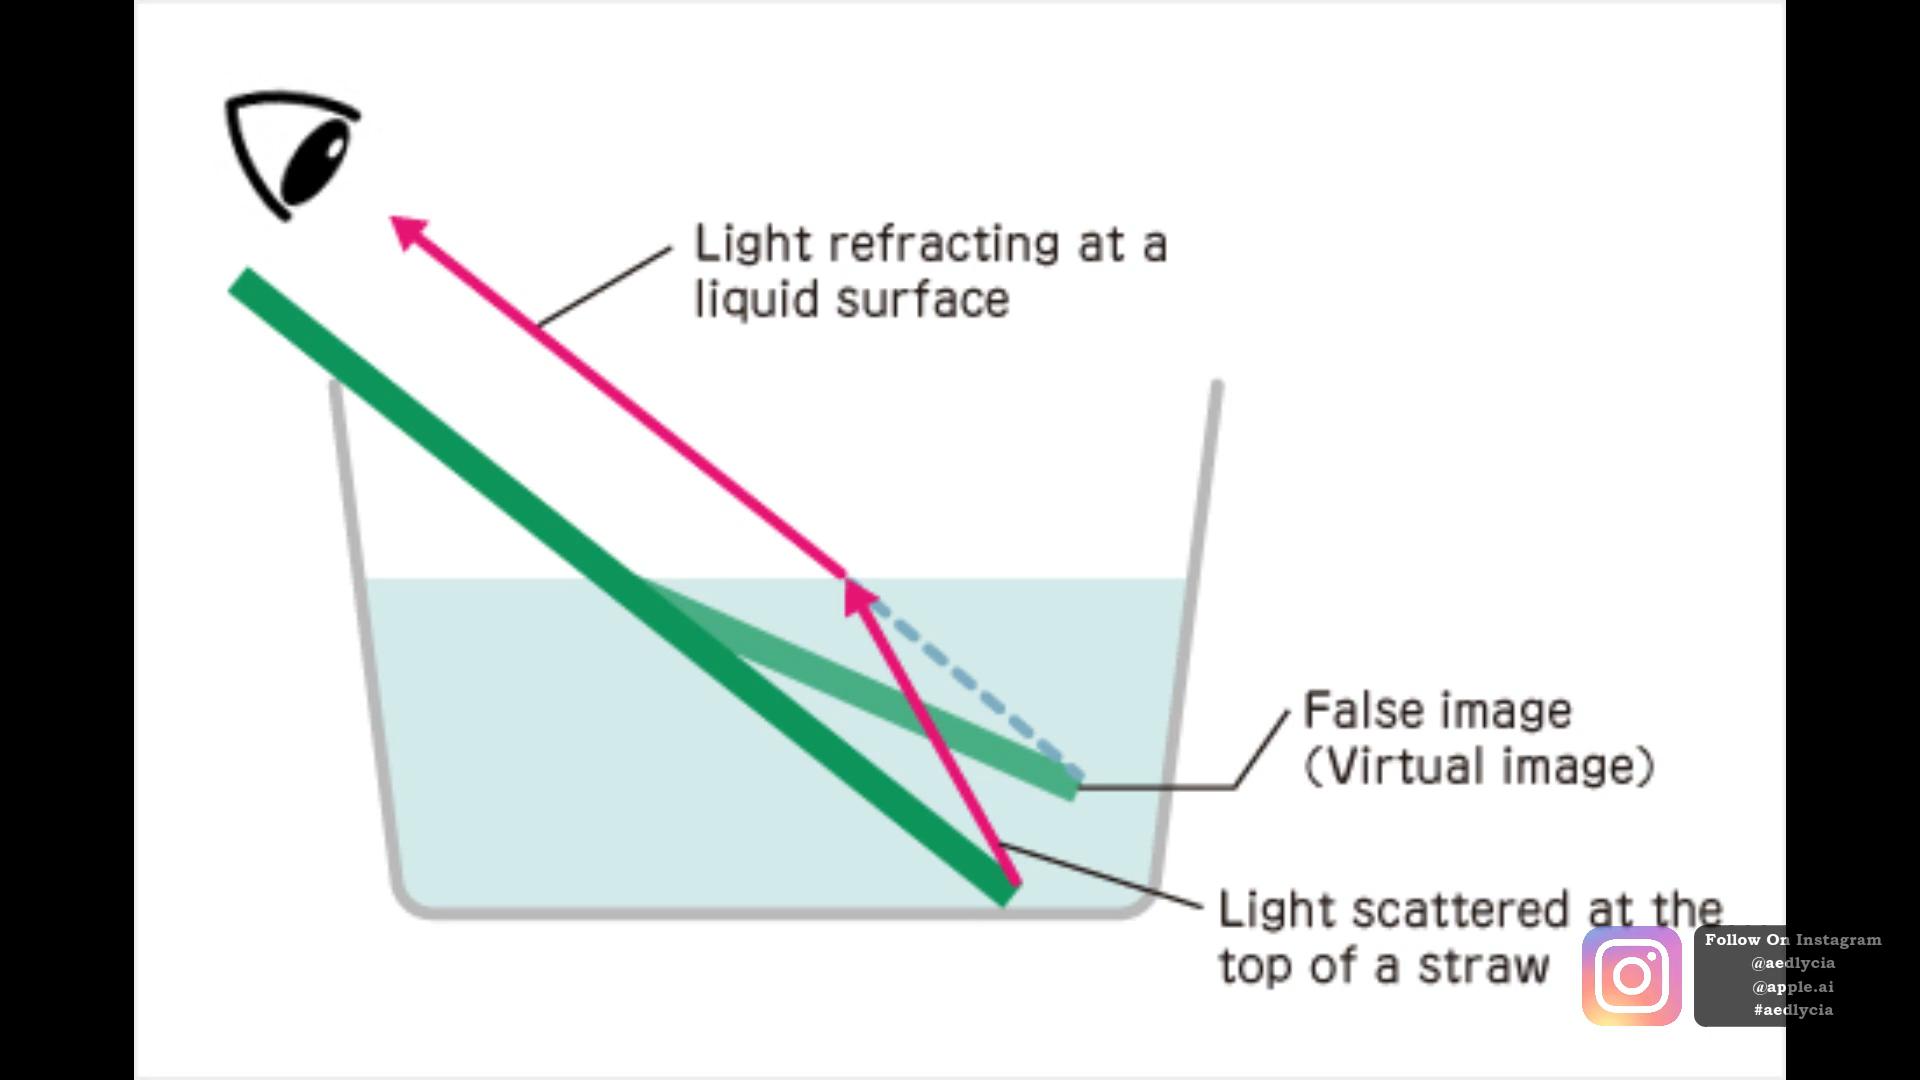 Light refracting at a
liquid surface
False image
(Virtual image)
Light scattered at the
top of a straw
Follow On Instagram
@aedlycia
@apple.ai
#aedlycia